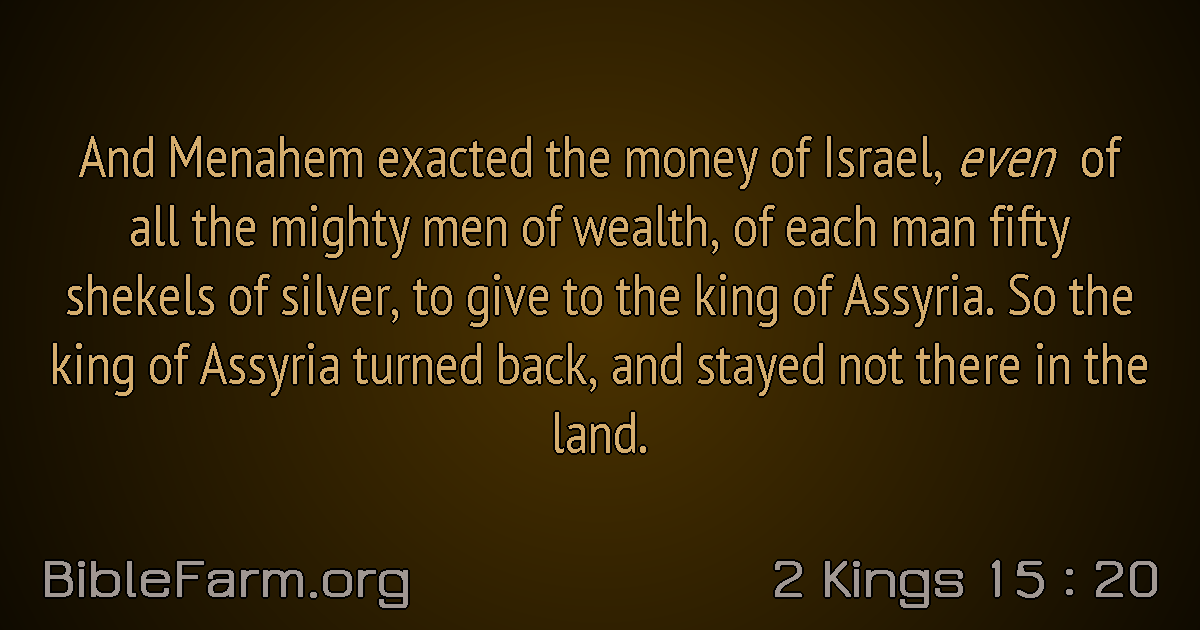 And Menahem exacted the money of Israel, even of
all the mighty men of wealth, of each man fifty
shekels of silver, to give to the king of Assyria. So the
king of Assyria turned back, and stayed not there in the
land.
BibleFarm.org
2 Kings 15 : 20